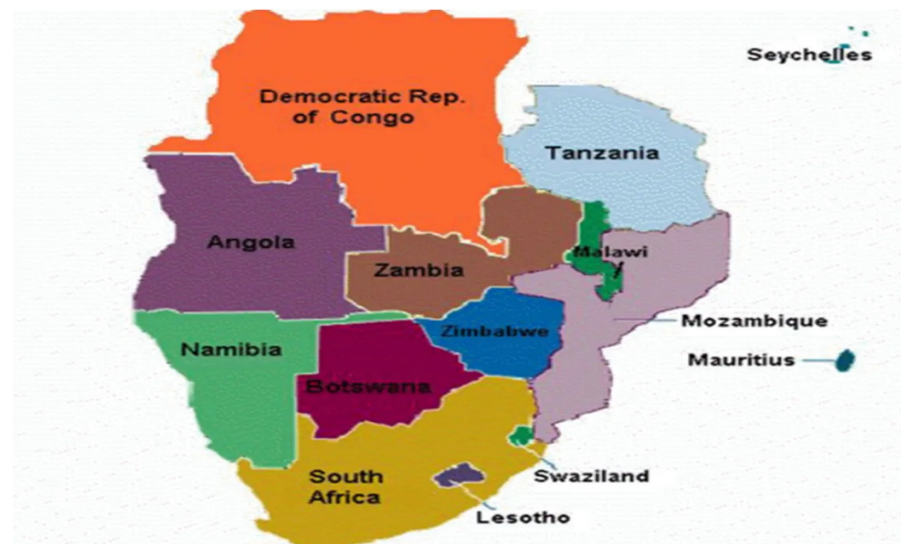 Seychelles
Democratic Rep.
of Congo
Tanzania
Angola
Malawi
Zambia
Mozambique
Zimbabwe
Namibia
Mauritius
Botswana
South
Africa
Swaziland
Lesotho